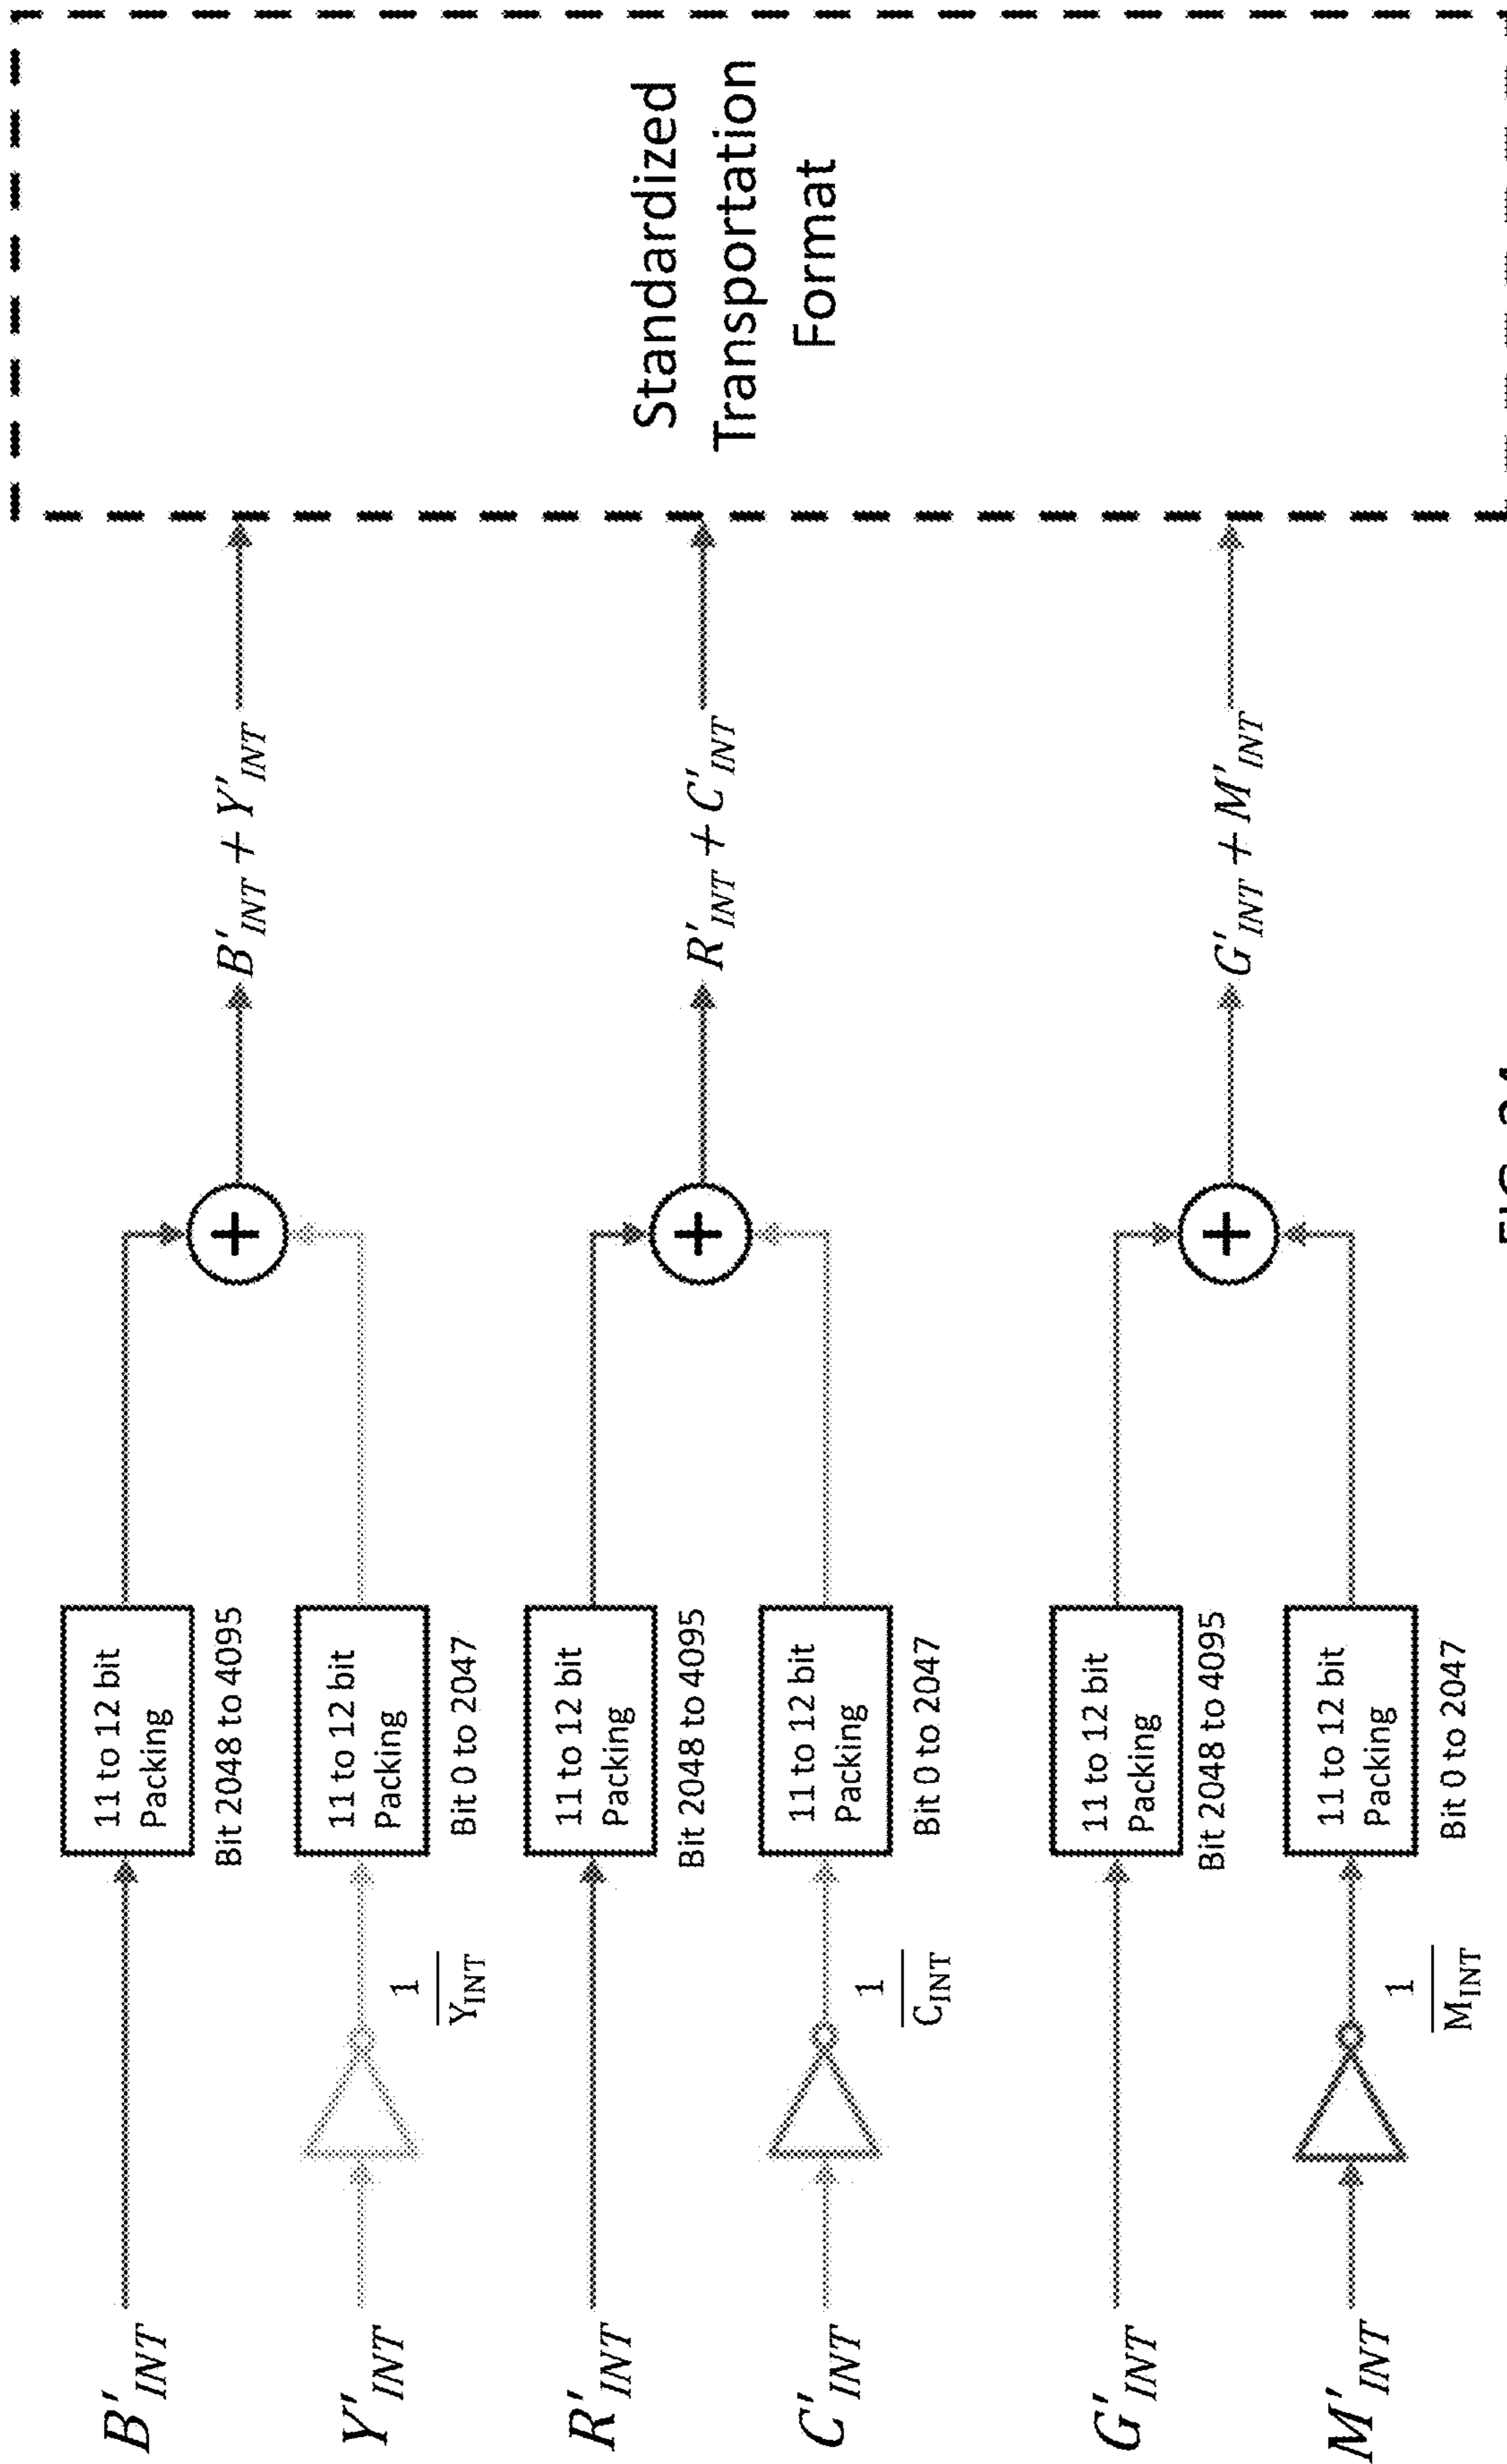 B'INT
11 to 12 bit
Packing
Bit 2048 to 4095
+
B'INT + Y'INT
Y'INT
1
YINT
11 to 12 bit
Packing
Bit 0 to 2047
R'INT
11 to 12 bit
Packing
Bit 2048 to 4095
+
R'INT + C'INT
C'INT
1
CINT
11 to 12 bit
Packing
Bit 0 to 2047
G'INT
11 to 12 bit
Packing
Bit 2048 to 4095
+
G'INT + M'INT
M'INT
1
MINT
11 to 12 bit
Packing
Bit 0 to 2047
Standardized
Transportation
Format